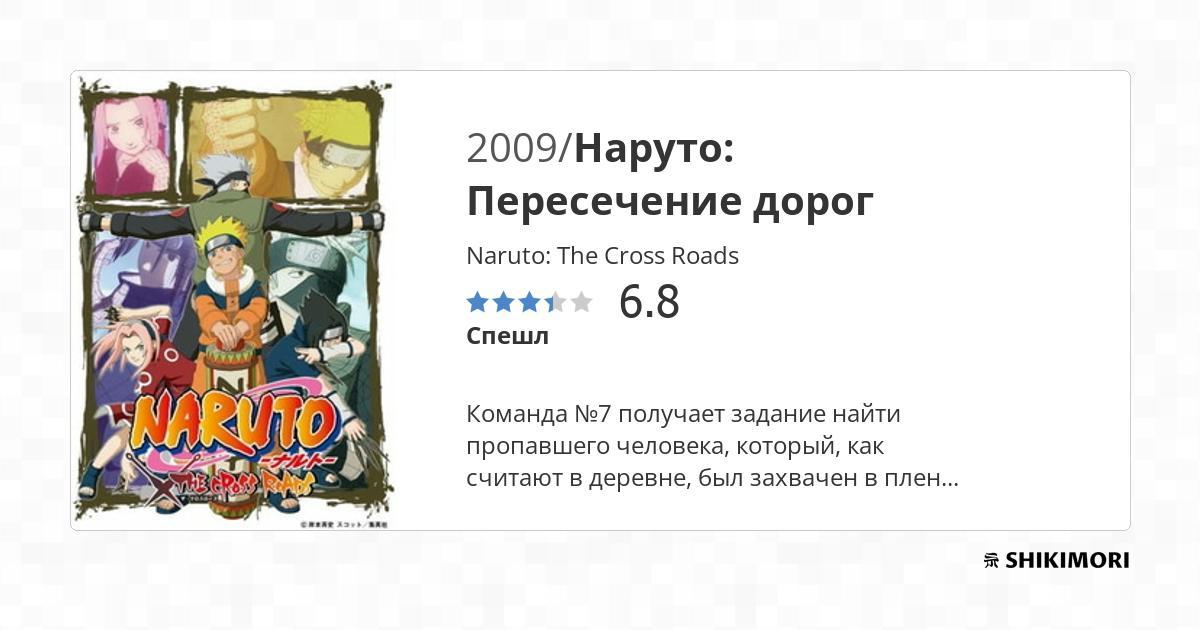 2009/Наруто:
Пересечение дорог
Naruto: The Cross Roads
6.8
Спешл
Команда №7 получает задание найти
пропавшего человека, который, как
считают в деревне, был захвачен в плен...
NARUTO
-ナルト-
THE CROSS ROADS
©岸本斉史 スコット/集英社
SHIKIMORI